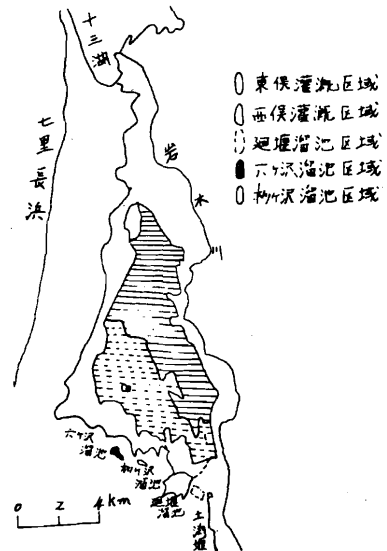 十三湖
七里長浜
岩木川
東俣灌漑区域
西俣灌漑区域
廻堰溜池区域
六ヶ沢溜池区域
柳ヶ沢溜池区域
六ヶ沢
溜池
柳ヶ沢
溜池
廻堰
溜池
土淵堰
0 2 4km